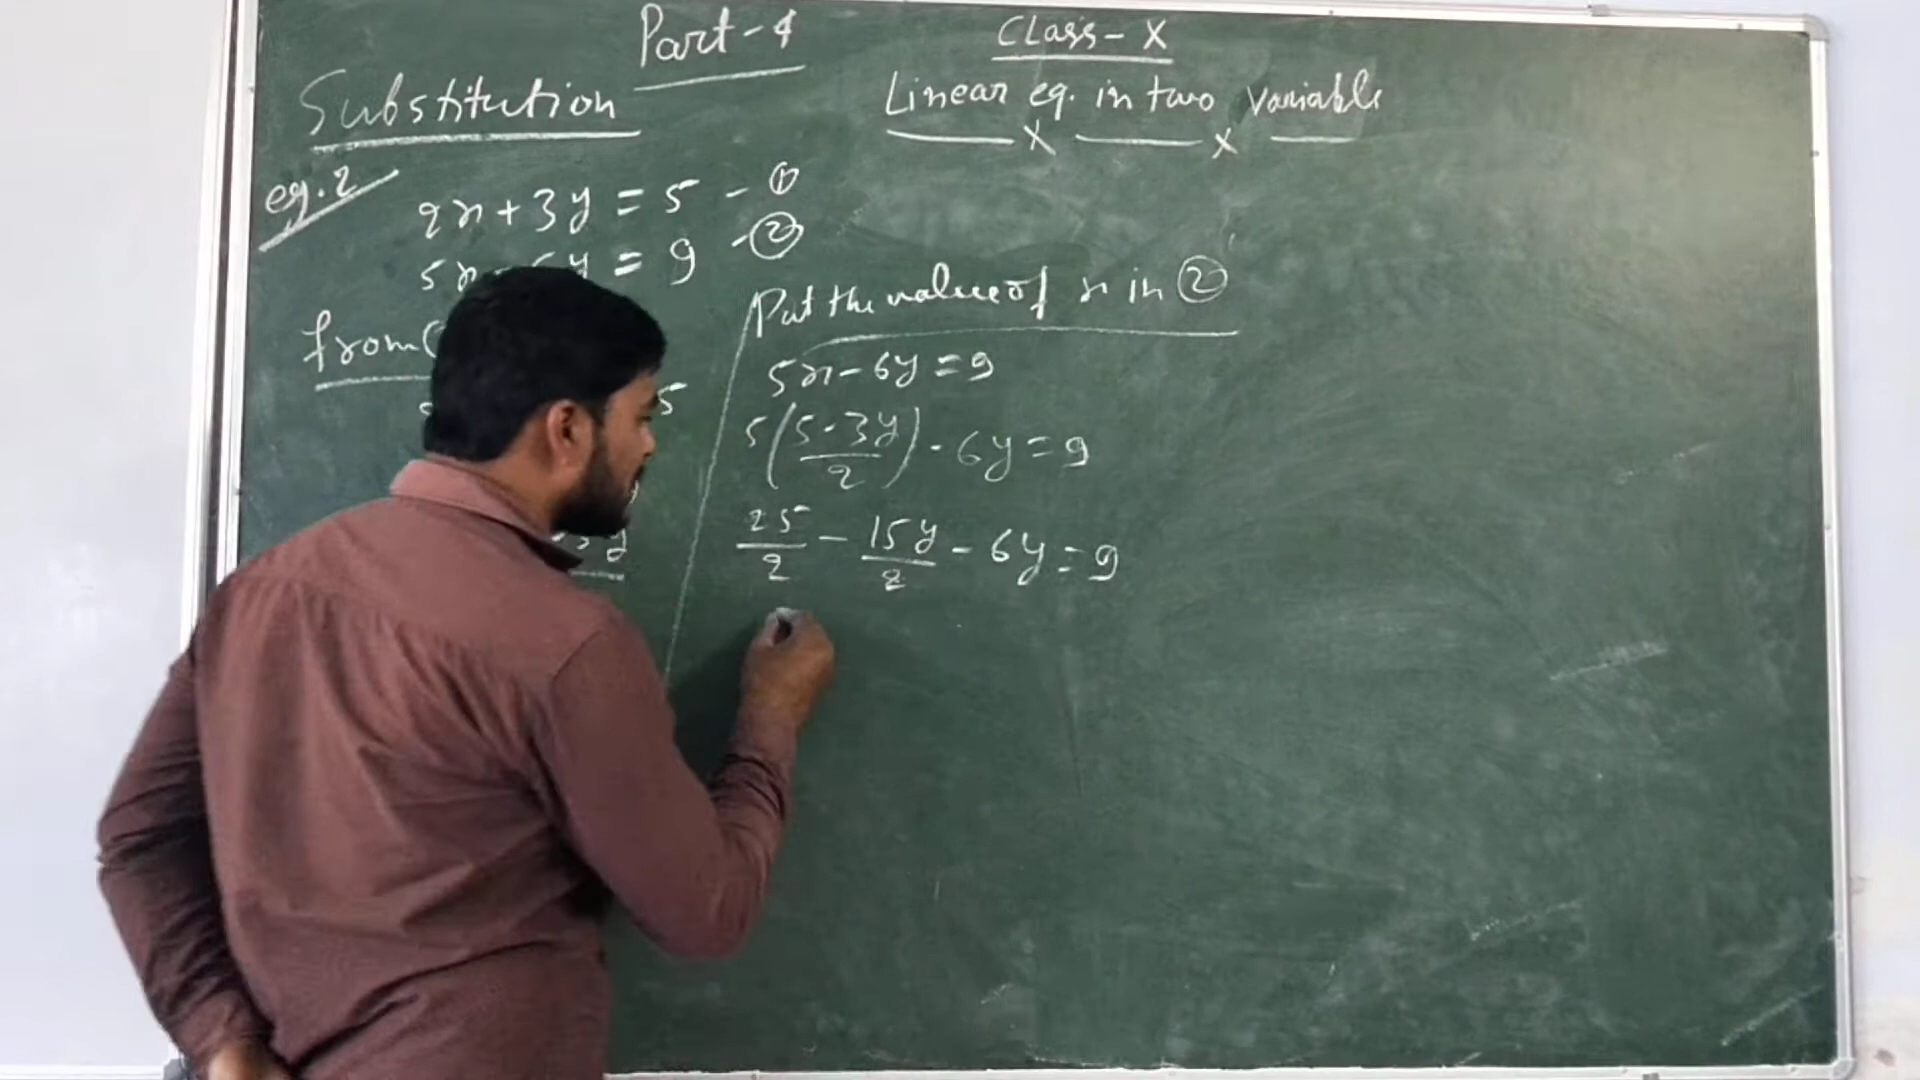 Part-4
Class-X
Substitution
Linear eq. in two variable
x x
eg.2
2x+3y=5 -①
5x-6y=9 -②
from
5
3y
Put the value of x in ②
5x-6y=9
5(5-3y/2)-6y=9
25/2 - 15y/2 - 6y=9